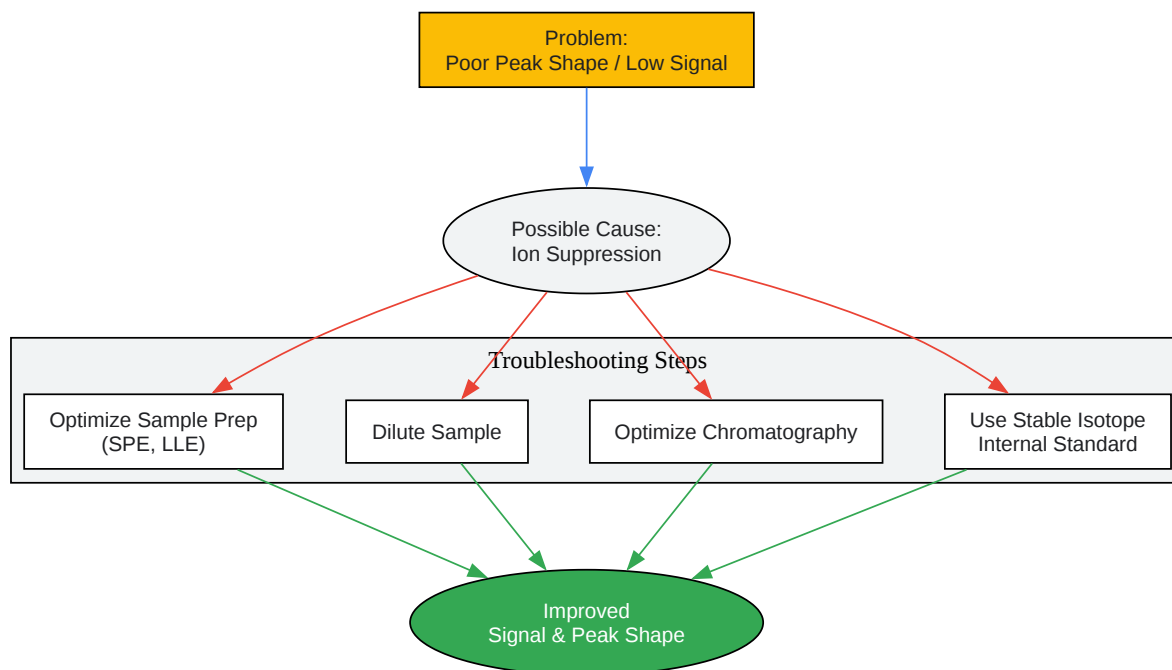 Problem:
Poor Peak Shape / Low Signal
Possible Cause:
Ion Suppression
Troubleshooting Steps
Optimize Sample Prep
(SPE, LLE)
Dilute Sample
Optimize Chromatography
Use Stable Isotope
Internal Standard
Improved
Signal & Peak Shape